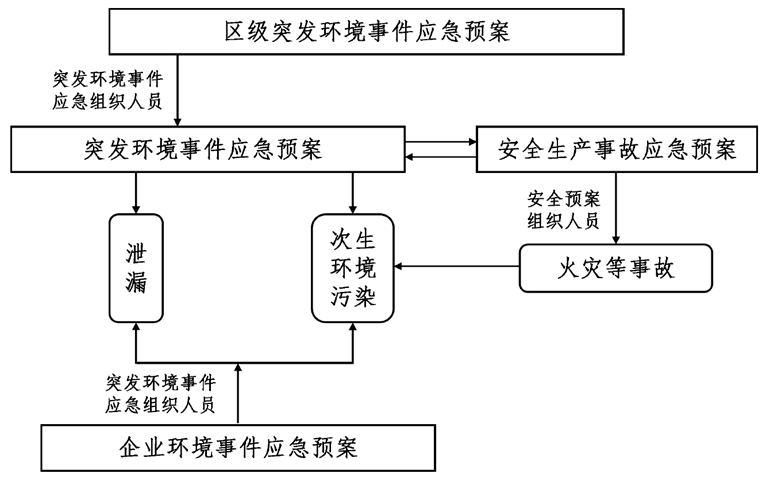 区级突发环境事件应急预案
突发环境事件
应急组织人员
突发环境事件应急预案
安全生产事故应急预案
安全预案
组织人员
泄
漏
次生
环境
污染
火灾等事故
突发环境事件
应急组织人员
企业环境事件应急预案